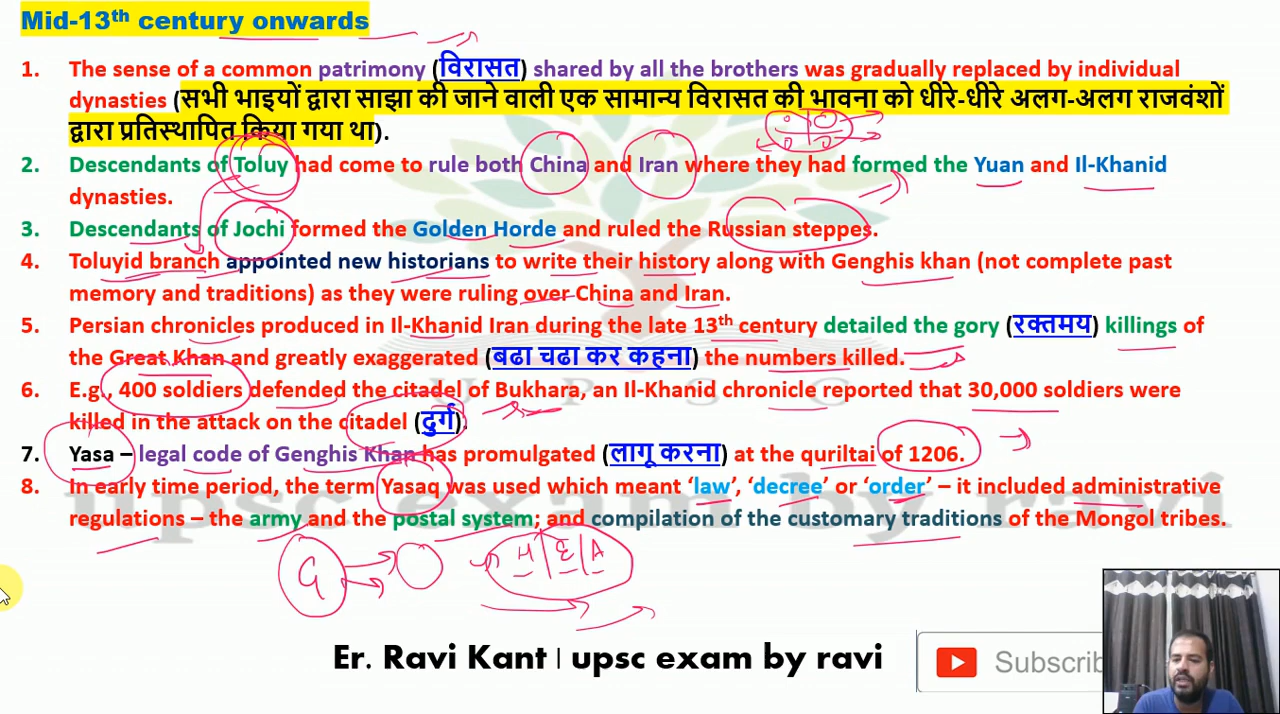 Mid-13th century onwards
1. The sense of a common patrimony (विरासत) shared by all the brothers was gradually replaced by individual
dynasties (सभी भाइयों द्वारा साझा की जाने वाली एक सामान्य विरासत की भावना को धीरे-धीरे अलग-अलग राजवंशों
द्वारा प्रतिस्थापित किया गया था).
2. Descendants of Toluy had come to rule both China and Iran where they had formed the Yuan and Il-Khanid
dynasties.
3. Descendants of Jochi formed the Golden Horde and ruled the Russian steppes.
4. Toluyid branch appointed new historians to write their history along with Genghis khan (not complete past
memory and traditions) as they were ruling over China and Iran.
5. Persian chronicles produced in Il-Khanid Iran during the late 13th century detailed the gory (रक्तमय) killings of
the Great Khan and greatly exaggerated (बढा चढा कर कहना) the numbers killed.
6. E.g., 400 soldiers defended the citadel of Bukhara, an Il-Khanid chronicle reported that 30,000 soldiers were
killed in the attack on the citadel (दुर्ग).
7. Yasa – legal code of Genghis Khan has promulgated (लागू करना) at the quriltai of 1206.
8. In early time period, the term Yasaq was used which meant ‘law’, ‘decree’ or ‘order’ – it included administrative
regulations – the army and the postal system; and compilation of the customary traditions of the Mongol tribes.
G H E A
UPSC
upsc exam by ravi
Er. Ravi Kant | upsc exam by ravi
Subscrib